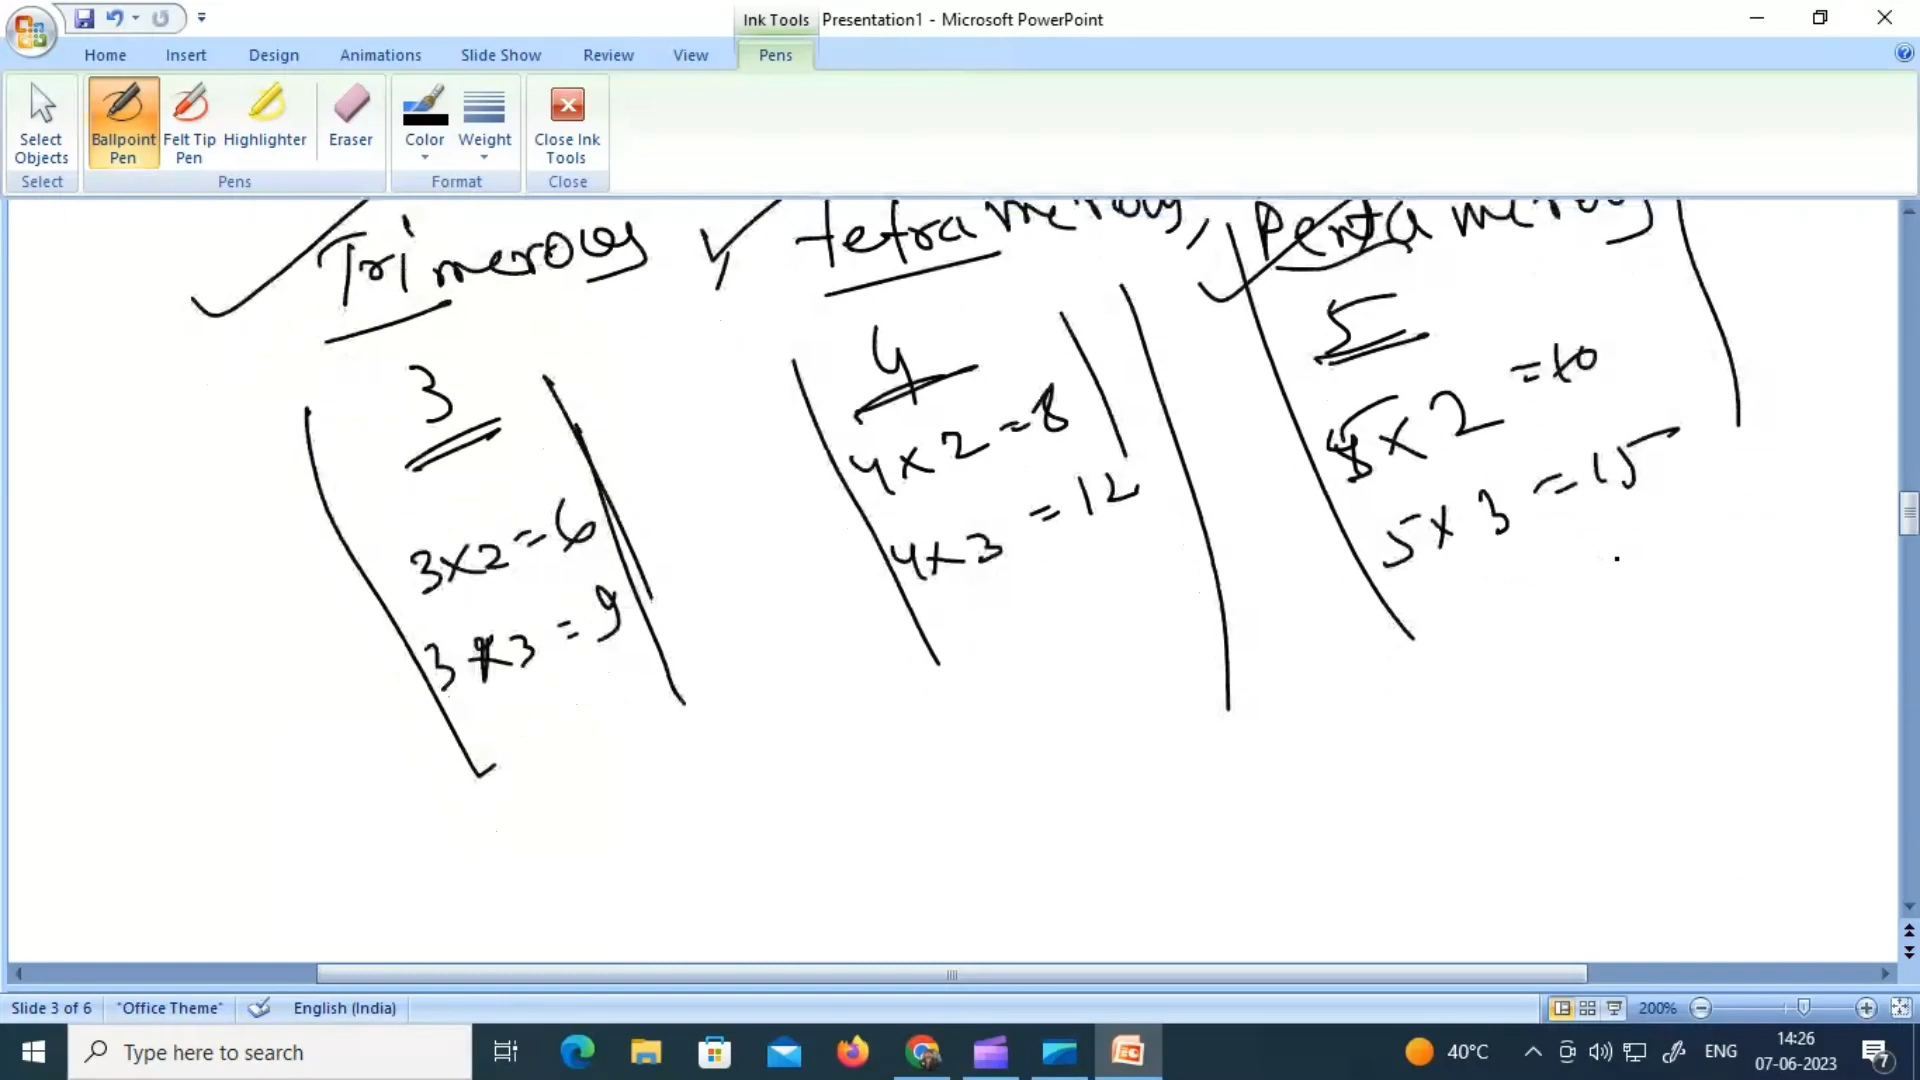 Ink Tools
Presentation1 - Microsoft PowerPoint
Home Insert Design Animations Slide Show Review View Pens
Select Objects
Ballpoint Pen
Felt Tip Pen
Highlighter
Eraser
Color
Weight
Close Ink Tools
Select Pens Format Close
Trimerous, tetramerous, Pentamerous
3
3x2=6
3x3=9
4
4x2=8
4x3=12
5
5x2=10
5x3=15
Slide 3 of 6 "Office Theme" English (India) 200%
Type here to search
40°C ENG
14:26
07-06-2023
7